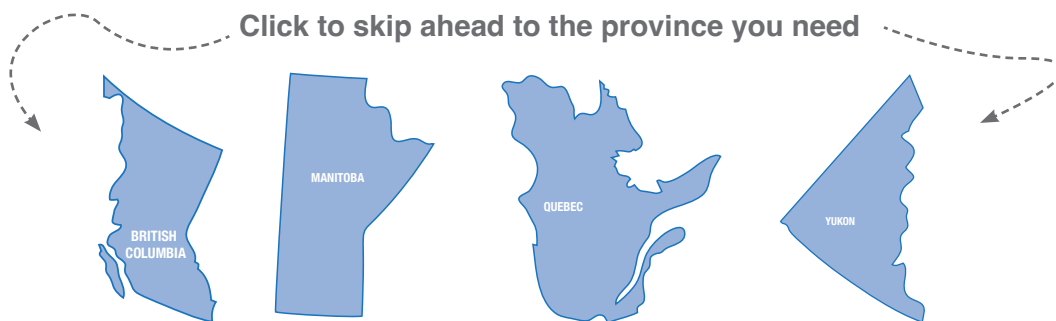 Click to skip ahead to the province you need
MANITOBA
QUEBEC
YUKON
BRITISH
COLUMBIA